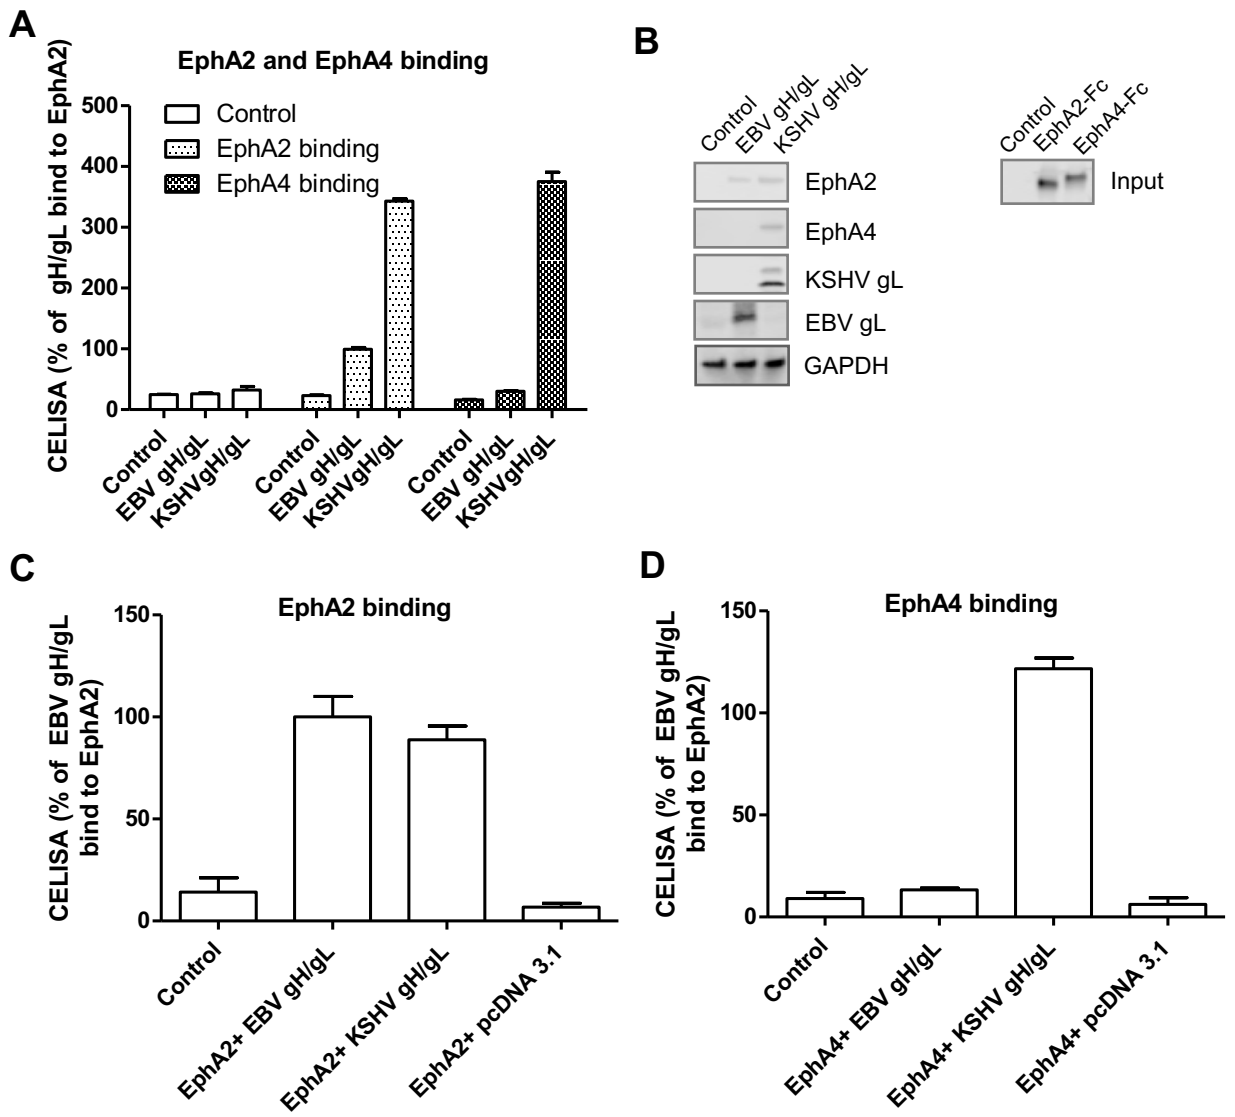 A
EphA2 and EphA4 binding
CELISA (% of gH/gL bind to EphA2)
500
400
300
200
100
0
Control
EphA2 binding
EphA4 binding
Control
EBV gH/gL
KSHVgH/gL
Control
EBV gH/gL
KSHVgH/gL
Control
EBV gH/gL
KSHVgH/gL
B
Control
EBV gH/gL
KSHV gH/gL
EphA2
EphA4
KSHV gL
EBV gL
GAPDH
Control
EphA2-Fc
EphA4-Fc
Input
C
EphA2 binding
CELISA (% of EBV gH/gL
bind to EphA2)
150
100
50
0
Control
EphA2+ EBV gH/gL
EphA2+ KSHV gH/gL
EphA2+ pcDNA 3.1
D
EphA4 binding
CELISA (% of EBV gH/gL
bind to EphA2)
150
100
50
0
Control
EphA4+ EBV gH/gL
EphA4+ KSHV gH/gL
EphA4+ pcDNA 3.1